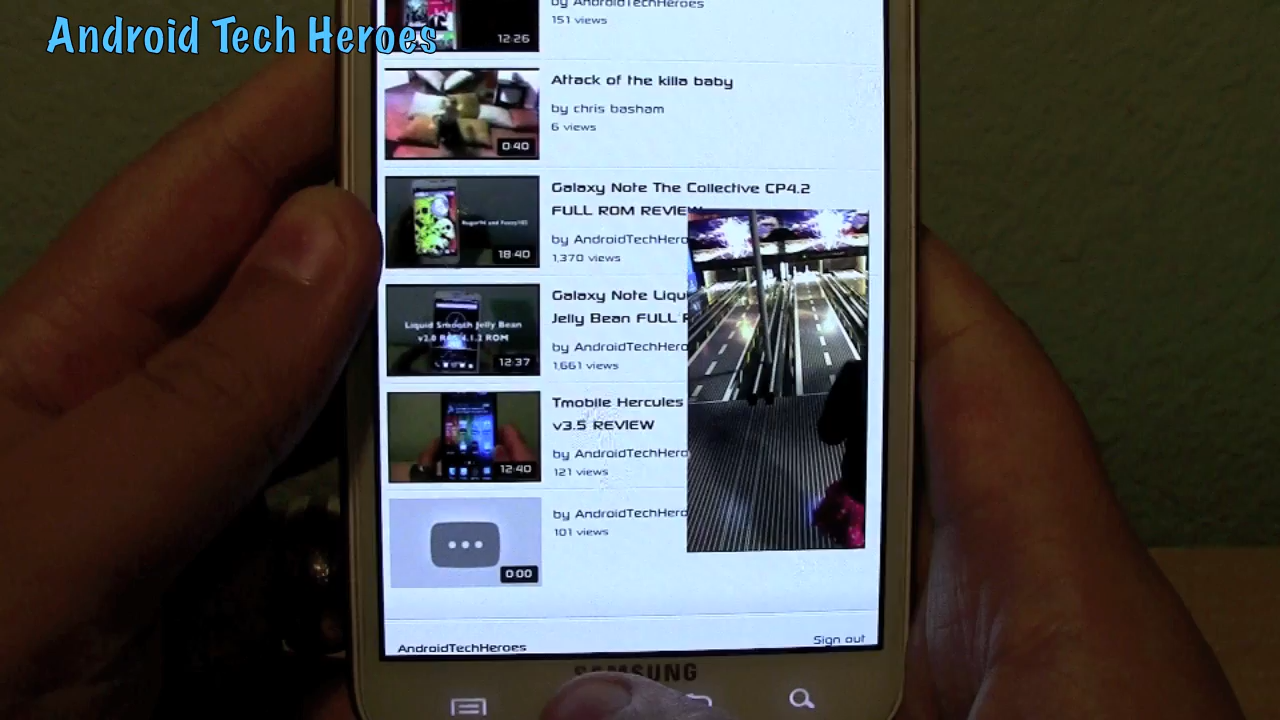 Android Tech Heroes
by AndroidTechHeroes
151 views
12:26
Attack of the killa baby
by chris basham
6 views
0:40
Galaxy Note The Collective CP4.2
FULL ROM REVIEW
by AndroidTechHero
1,370 views
18:40
Galaxy Note Liqu
Jelly Bean FULL
by AndroidTechHero
1,661 views
Liquid Smooth Jelly Bean
12:37
Tmobile Hercules
v3.5 REVIEW
by AndroidTechHero
121 views
12:40
by AndroidTechHero
101 views
0:00
AndroidTechHeroes
Sign out
SAMSUNG